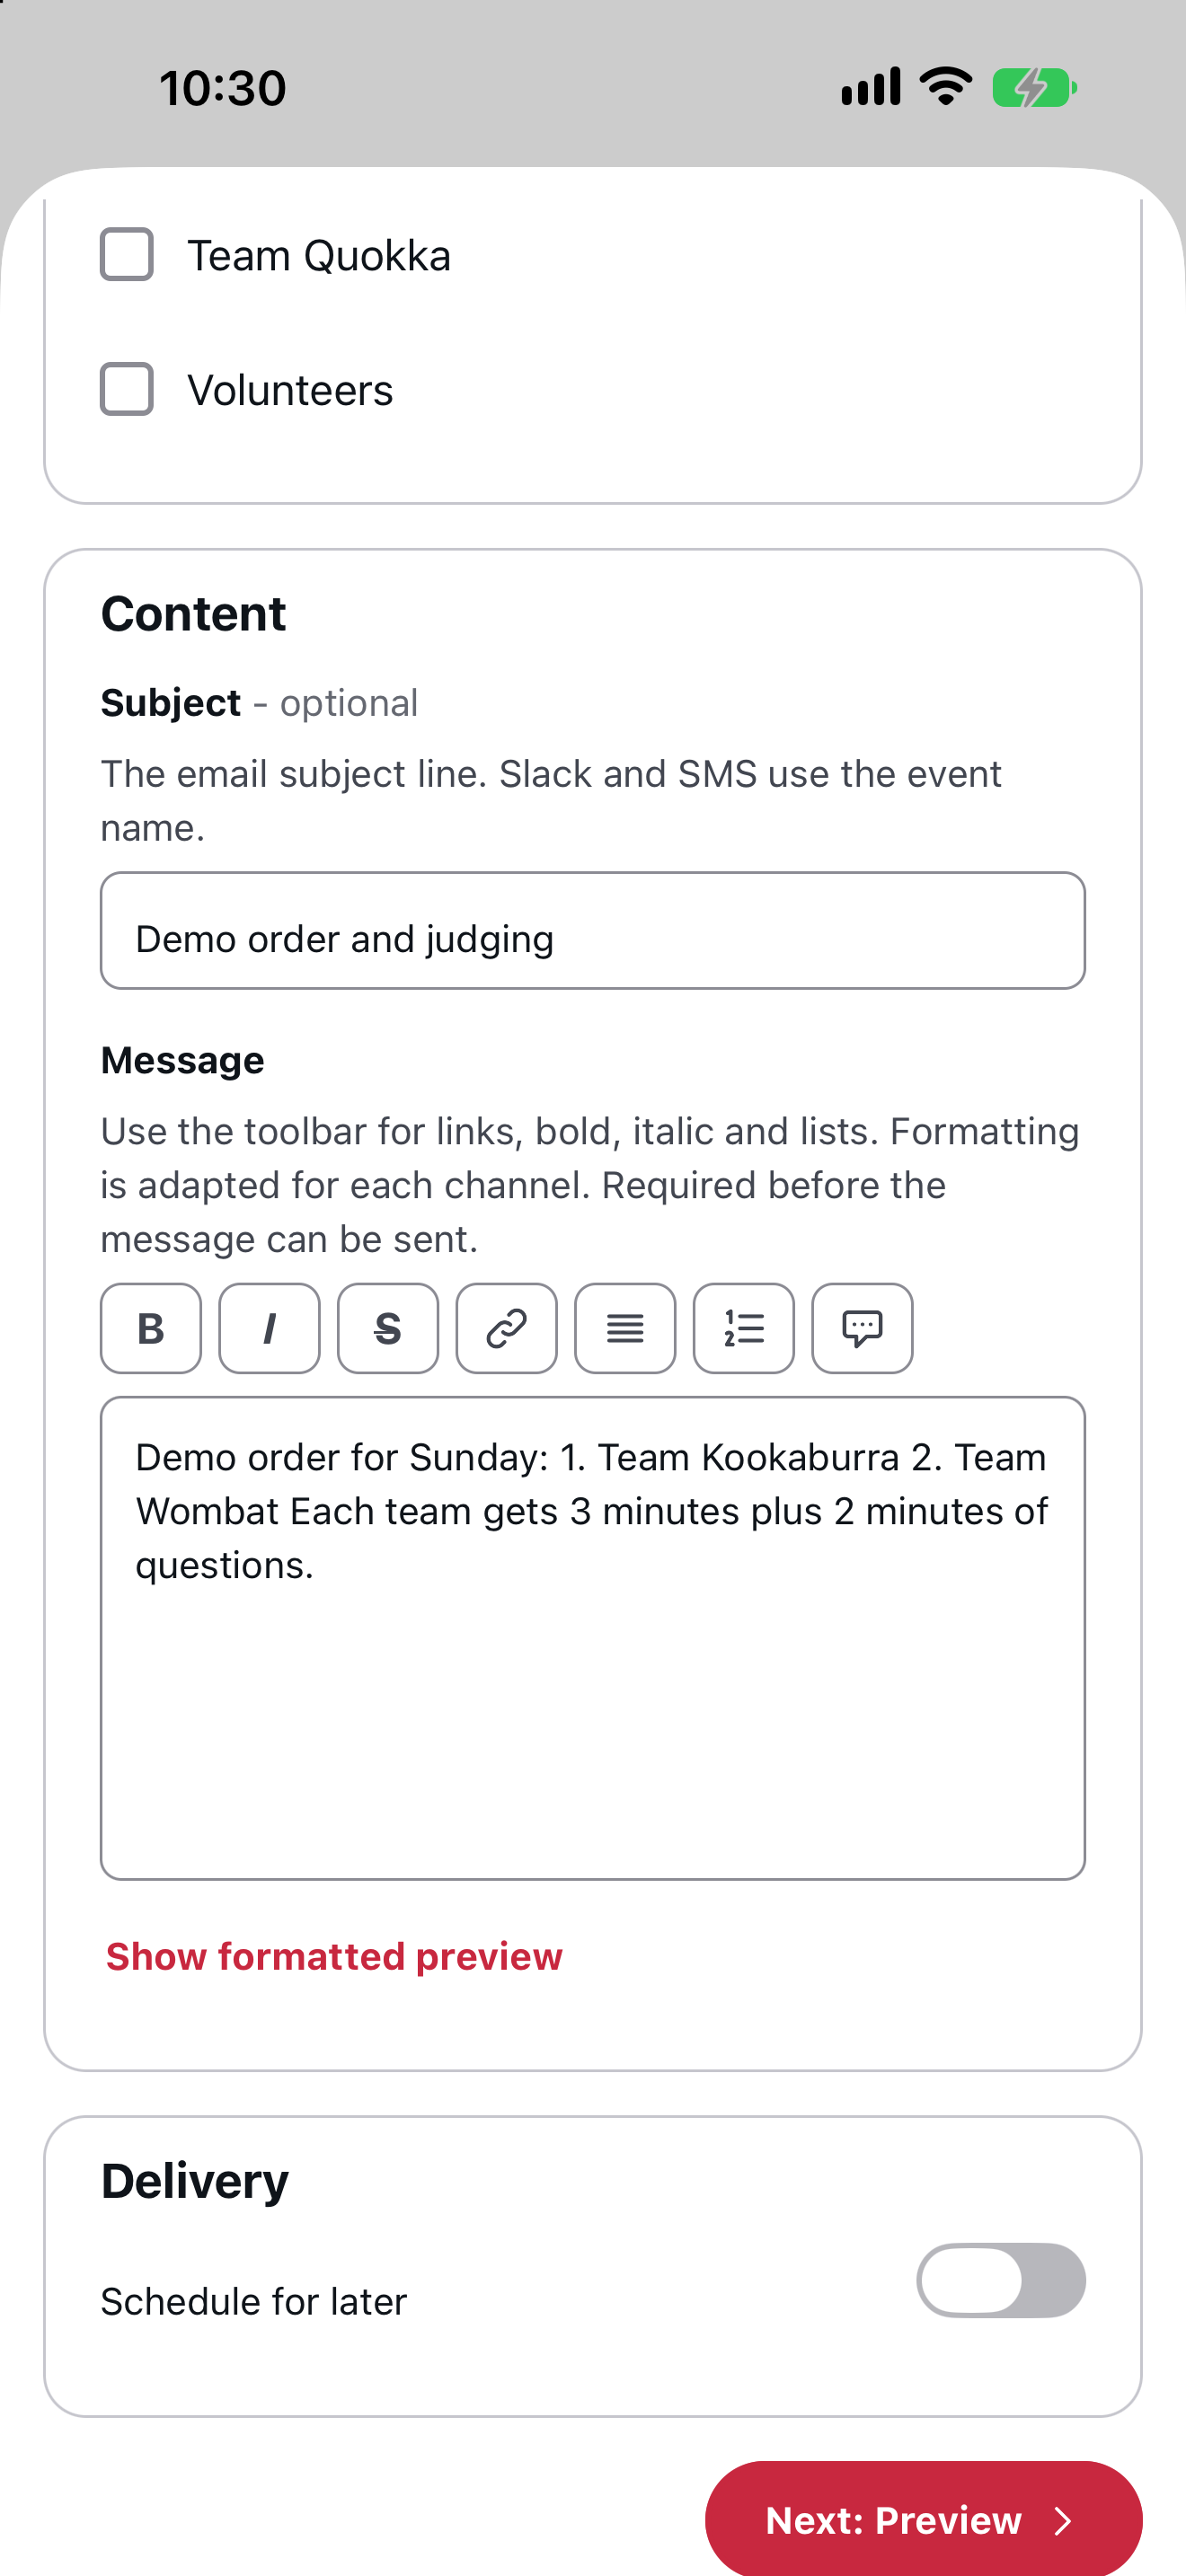 10:30
Team Quokka
Volunteers
Content
Subject - optional
The email subject line. Slack and SMS use the event
name.
Demo order and judging
Message
Use the toolbar for links, bold, italic and lists. Formatting
is adapted for each channel. Required before the
message can be sent.
B I S 1 2
Demo order for Sunday: 1. Team Kookaburra 2. Team
Wombat Each team gets 3 minutes plus 2 minutes of
questions.
Show formatted preview
Delivery
Schedule for later
Next: Preview